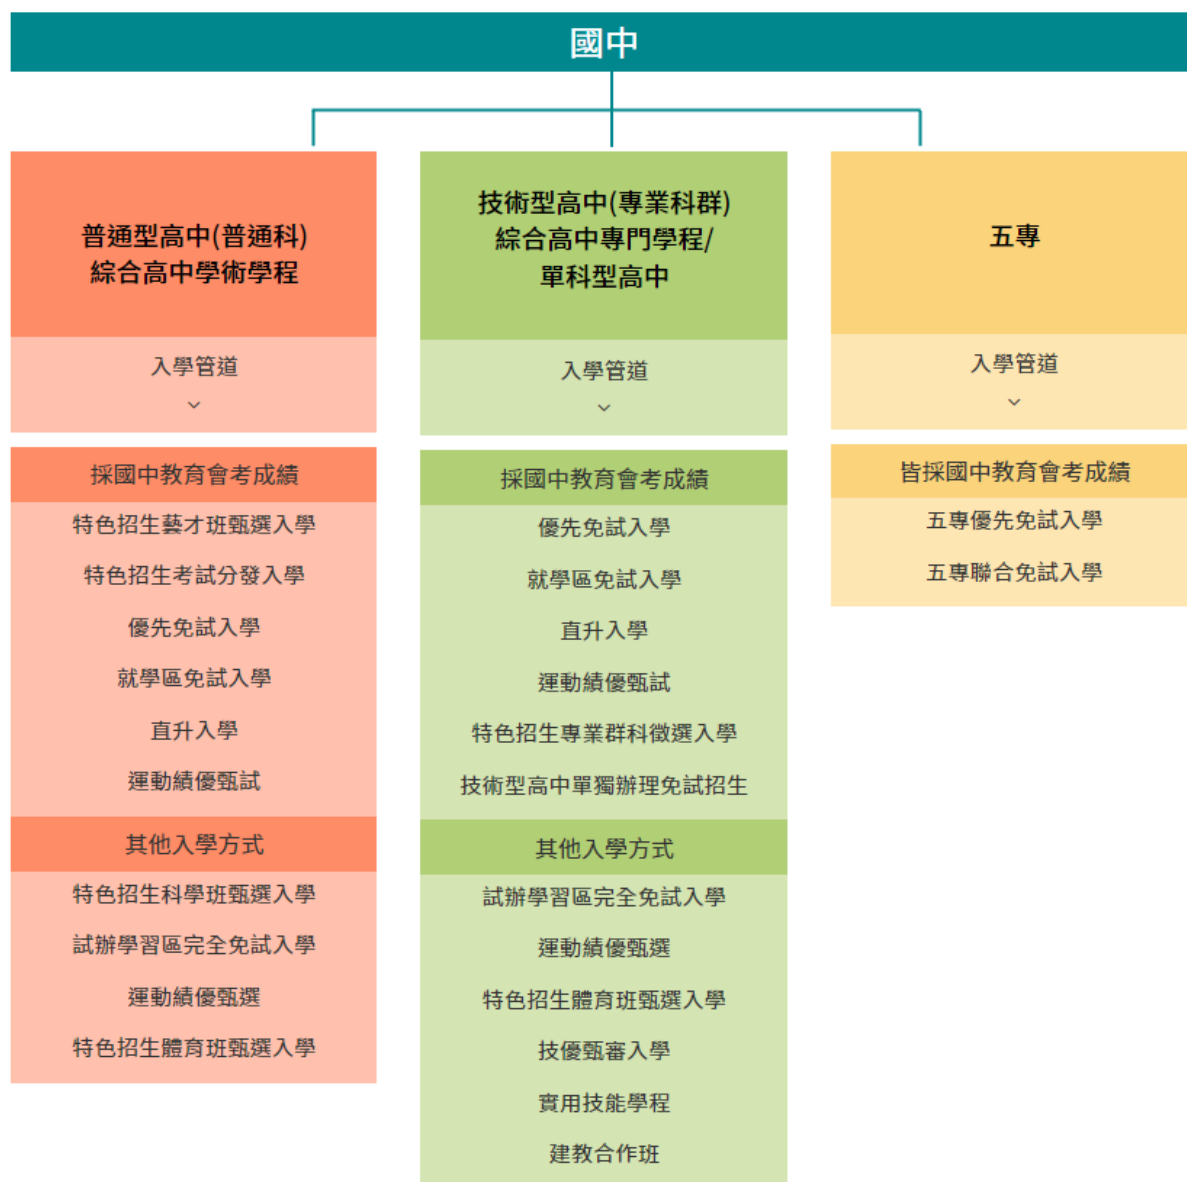 國中
普通型高中(普通科)
綜合高中學術學程
入學管道
採國中教育會考成績
特色招生藝才班甄選入學
特色招生考試分發入學
優先免試入學
就學區免試入學
直升入學
運動績優甄試
其他入學方式
特色招生科學班甄選入學
試辦學習區完全免試入學
運動績優甄選
特色招生體育班甄選入學
技術型高中(專業科群)
綜合高中專門學程/
單科型高中
入學管道
採國中教育會考成績
優先免試入學
就學區免試入學
直升入學
運動績優甄試
特色招生專業群科徵選入學
技術型高中單獨辦理免試招生
其他入學方式
試辦學習區完全免試入學
運動績優甄選
特色招生體育班甄選入學
技優甄審入學
實用技能學程
建教合作班
五專
入學管道
皆採國中教育會考成績
五專優先免試入學
五專聯合免試入學